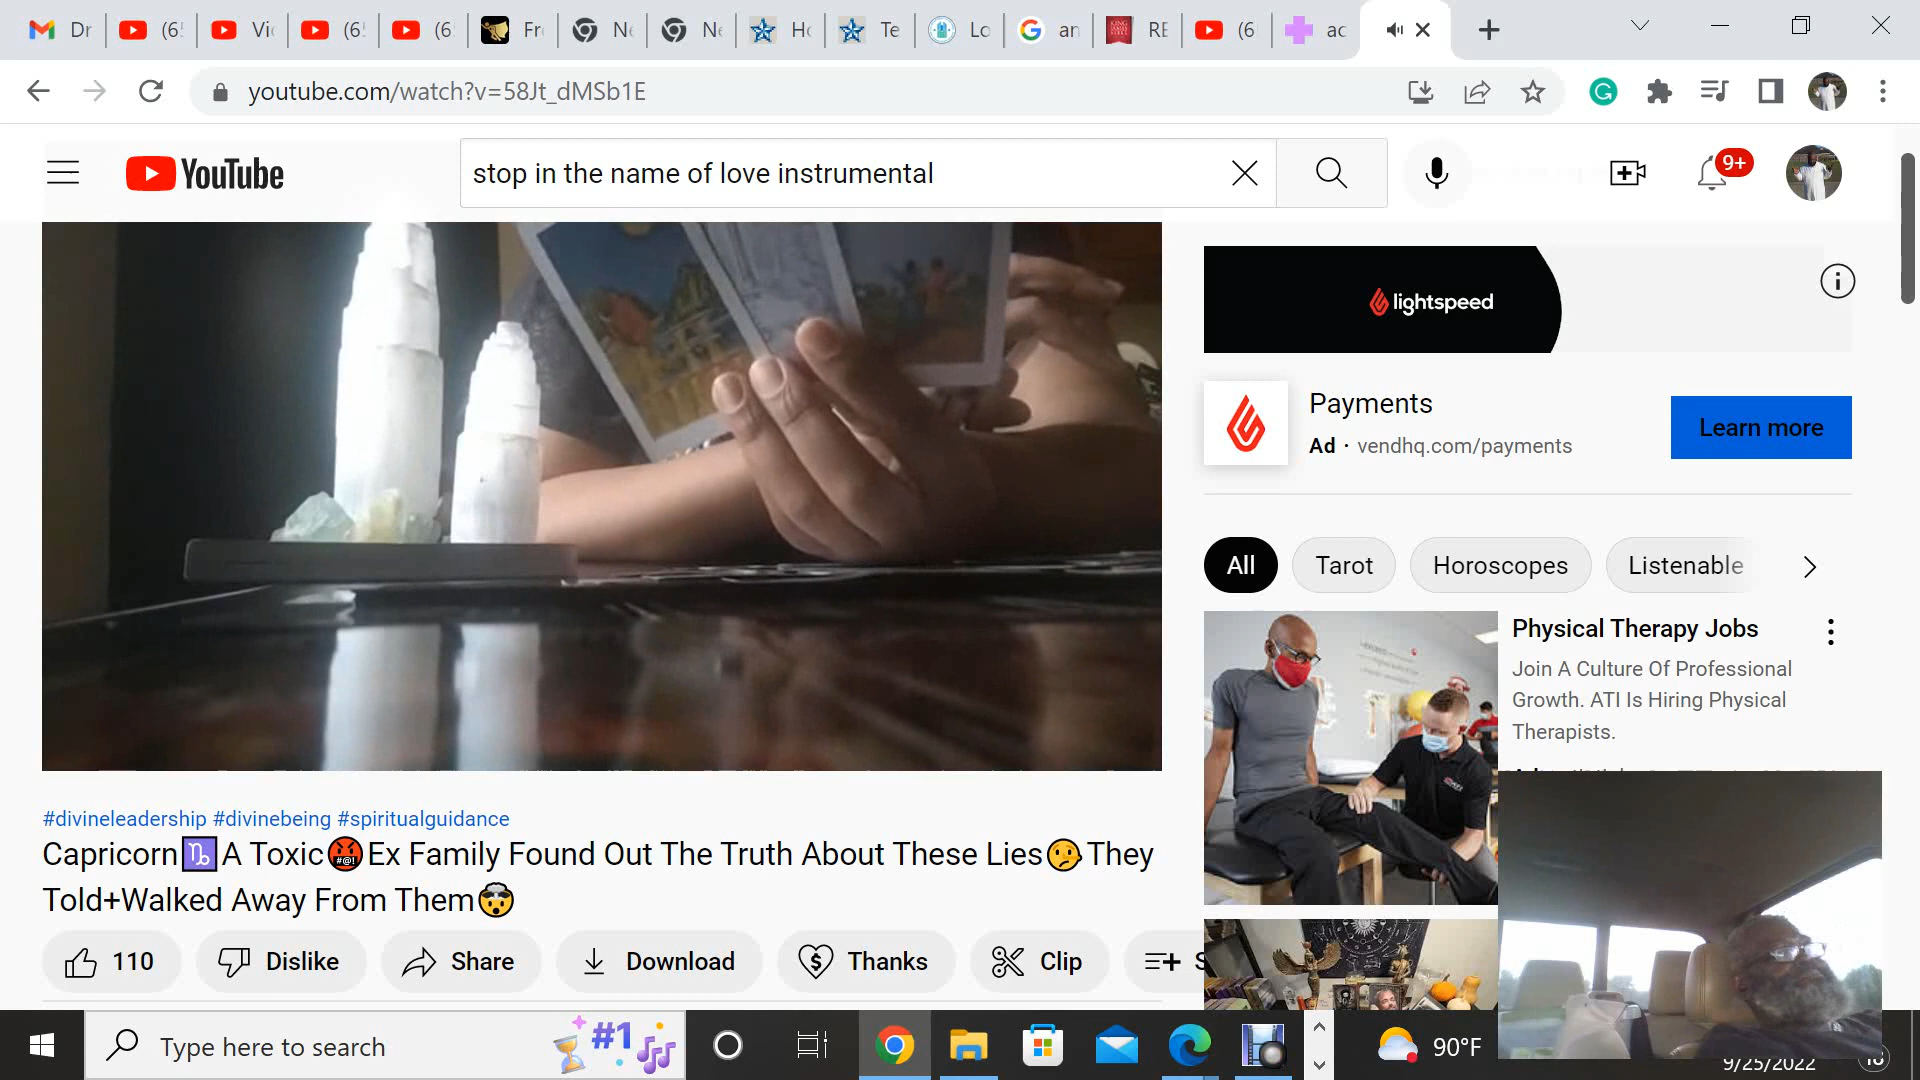 Dr
(6
Vi
(6
(6
Fr
Ne
Ne
Ho
Te
Lo
an
RE
(6
ac
youtube.com/watch?v=58Jt_dMSb1E
YouTube
stop in the name of love instrumental
9+
lightspeed
Payments
Ad · vendhq.com/payments
Learn more
All
Tarot
Horoscopes
Listenable
Physical Therapy Jobs
Join A Culture Of Professional
Growth. ATI Is Hiring Physical
Therapists.
#divineleadership #divinebeing #spiritualguidance
Capricorn♑A Toxic🤬Ex Family Found Out The Truth About These Lies🤥They
Told+Walked Away From Them🤯
110
Dislike
Share
Download
Thanks
Clip
Type here to search
#1
90°F
9/25/2022